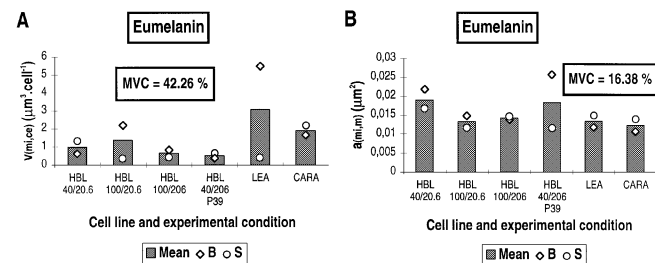 A
Eumelanin
MVC = 42.26 %
v(mi,ce) (μm³.cell⁻¹)
6
5
4
3
2
1
0
HBL 40/20.6
HBL 100/20.6
HBL 100/206
HBL 40/206 P39
LEA
CARA
Cell line and experimental condition
Mean B S
B
Eumelanin
MVC = 16.38 %
a(mi,m) (μm²)
0,03
0,025
0,02
0,015
0,01
0,005
0
HBL 40/20.6
HBL 100/20.6
HBL 100/206
HBL 40/206 P39
LEA
CARA
Cell line and experimental condition
Mean B S